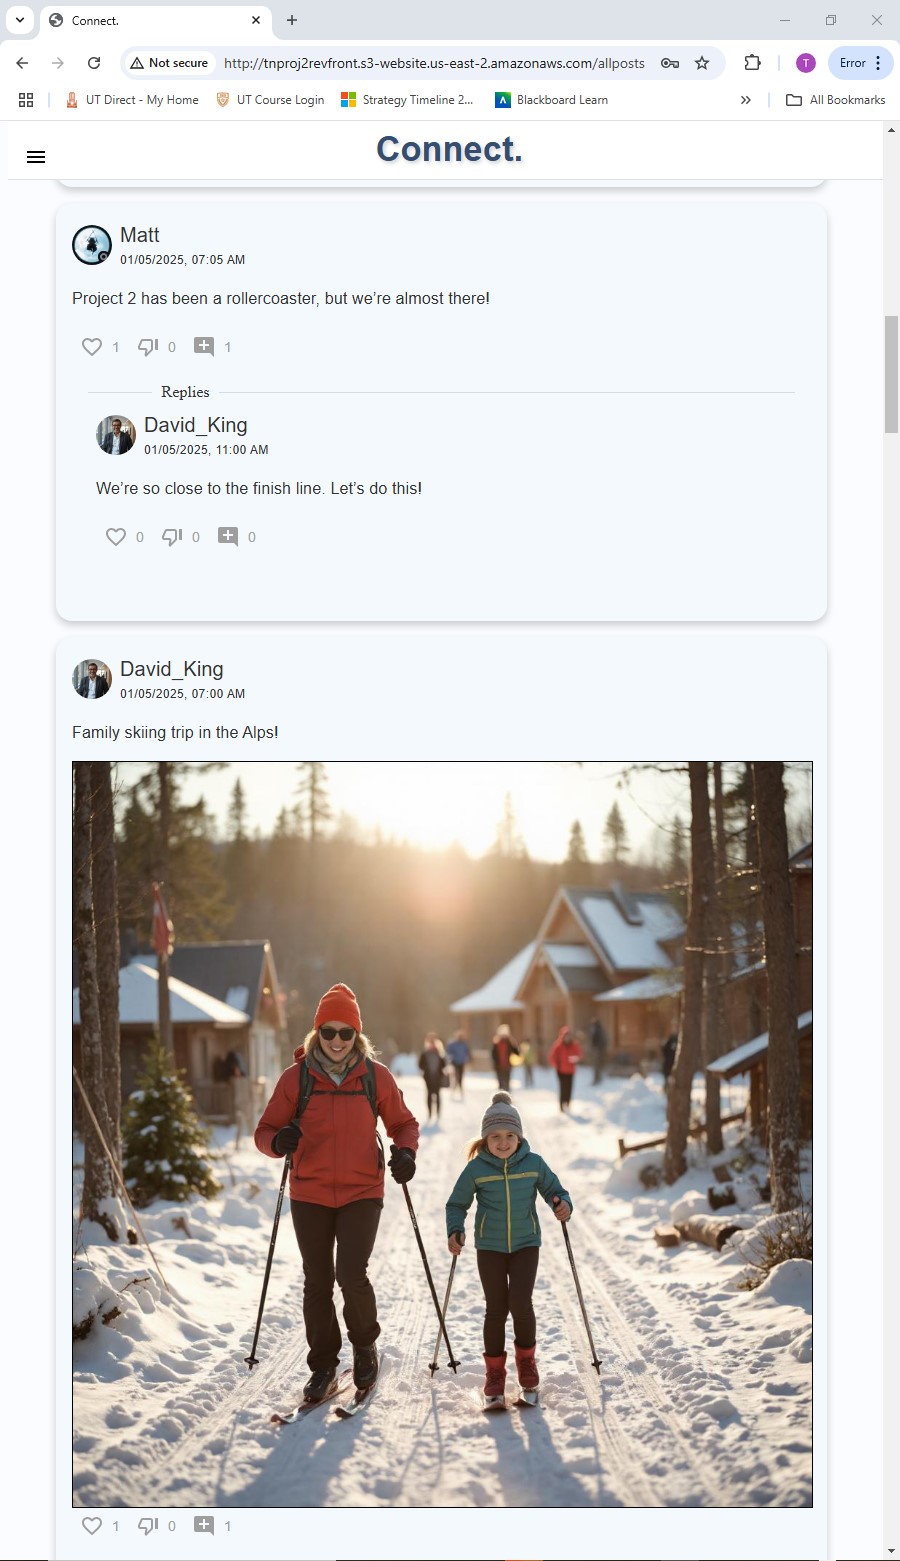 Connect.
Not secure
http://tnproj2revfront.s3-website.us-east-2.amazonaws.com/allposts
T
Error
UT Direct - My Home
UT Course Login
Strategy Timeline 2...
Blackboard Learn
All Bookmarks
Connect.
Matt
01/05/2025, 07:05 AM
Project 2 has been a rollercoaster, but we’re almost there!
1 0 1
Replies
David_King
01/05/2025, 11:00 AM
We’re so close to the finish line. Let’s do this!
0 0 0
David_King
01/05/2025, 07:00 AM
Family skiing trip in the Alps!
1 0 1